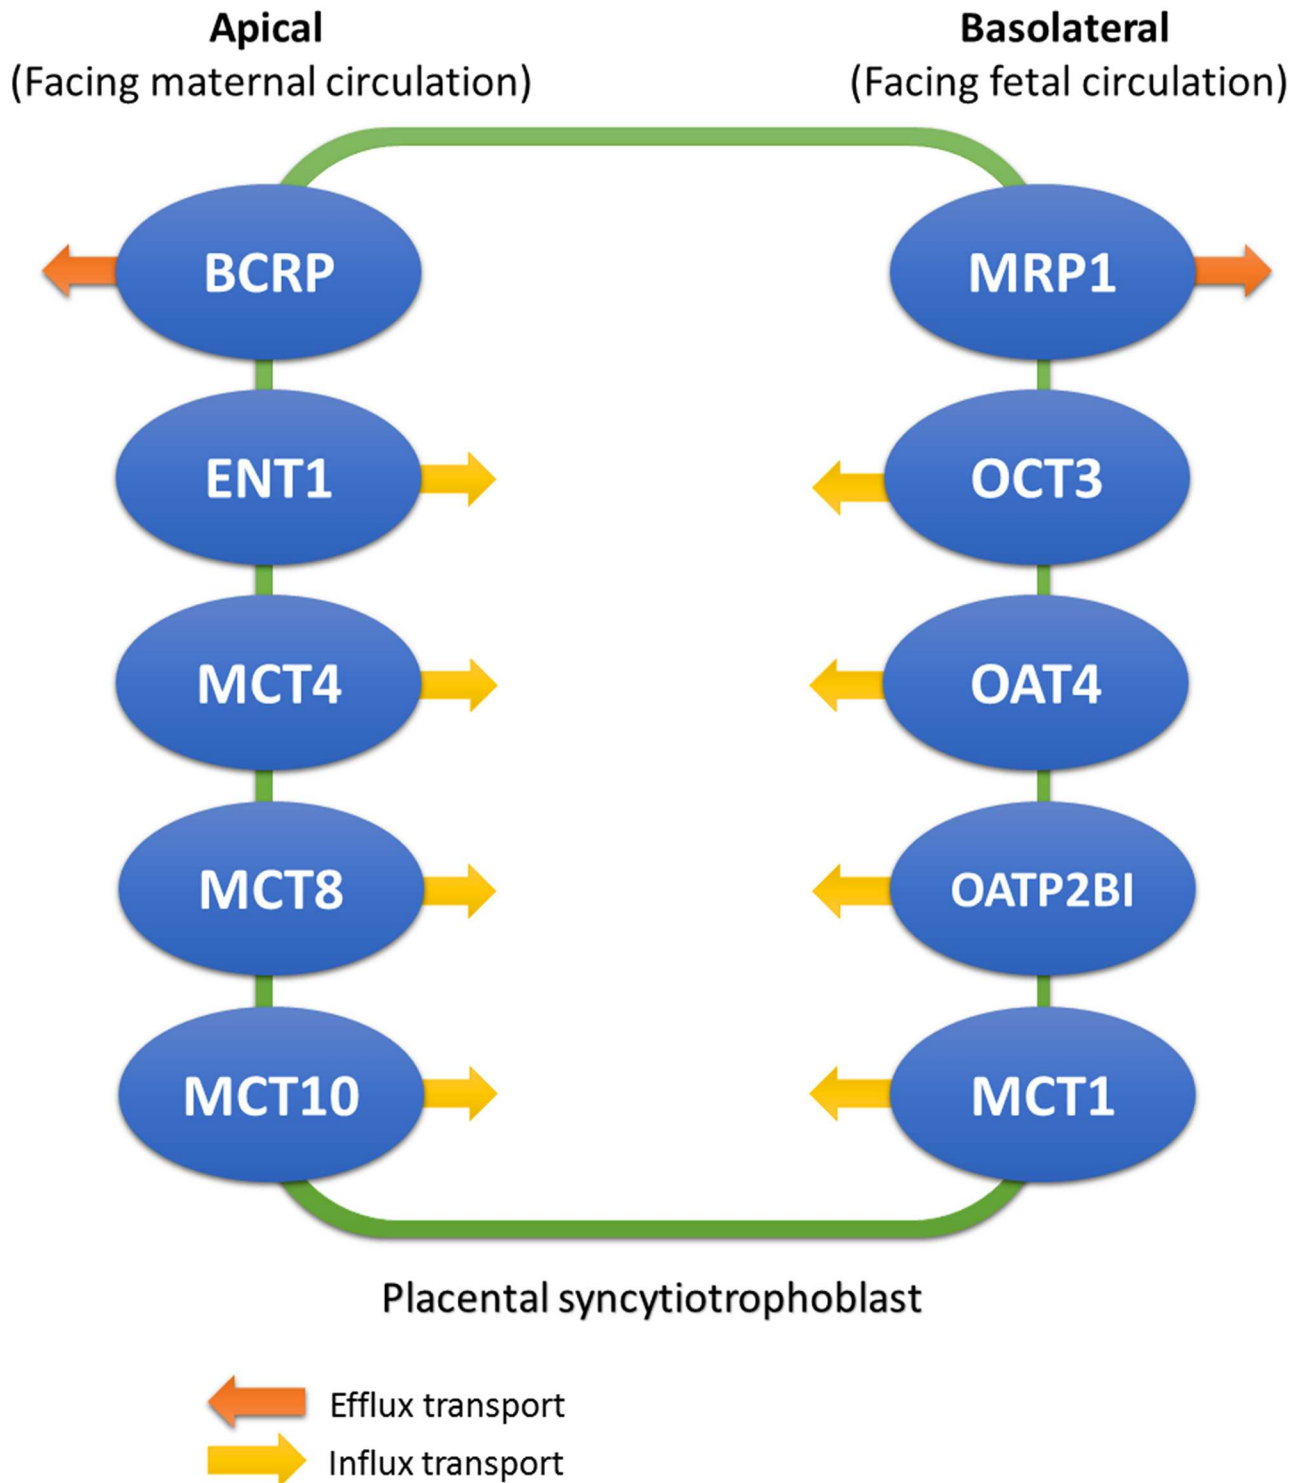 Apical
(Facing maternal circulation)
Basolateral
(Facing fetal circulation)
BCRP
MRP1
ENT1
OCT3
MCT4
OAT4
MCT8
OATP2BI
MCT10
MCT1
Placental syncytiotrophoblast
Efflux transport
Influx transport